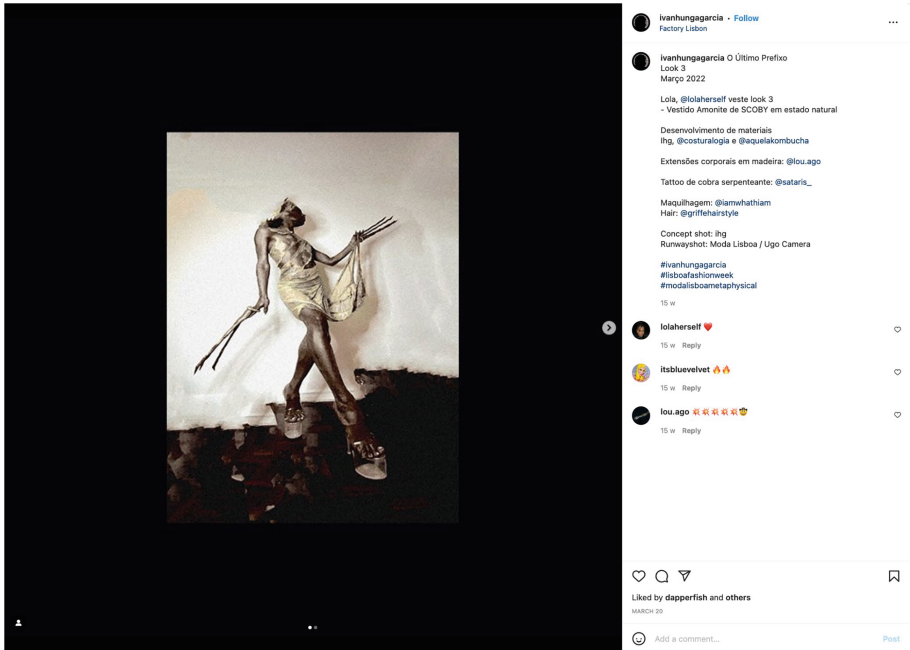 ivanhungagarcia • Follow
Factory Lisbon
ivanhungagarcia O Último Prefixo
Look 3
Março 2022
Lola, @lolaherself veste look 3
- Vestido Amonite de SCOBY em estado natural
Desenvolvimento de materiais
Ihg, @costuralogia e @aquelakombucha
Extensões corporais em madeira: @lou.ago
Tattoo de cobra serpenteante: @sataris_
Maquilhagem: @iamwhathiam
Hair: @griffehairstyle
Concept shot: ihg
Runwayshot: Moda Lisboa / Ugo Camera
#ivanhungagarcia
#lisboafashionweek
#modalisboametaphysical
15 w
lolaherself ❤️
15 w Reply
itsbluevelvet 🔥🔥
15 w Reply
lou.ago 💥💥💥💥💥🤠
15 w Reply
Liked by dapperfish and others
MARCH 20
Add a comment... Post